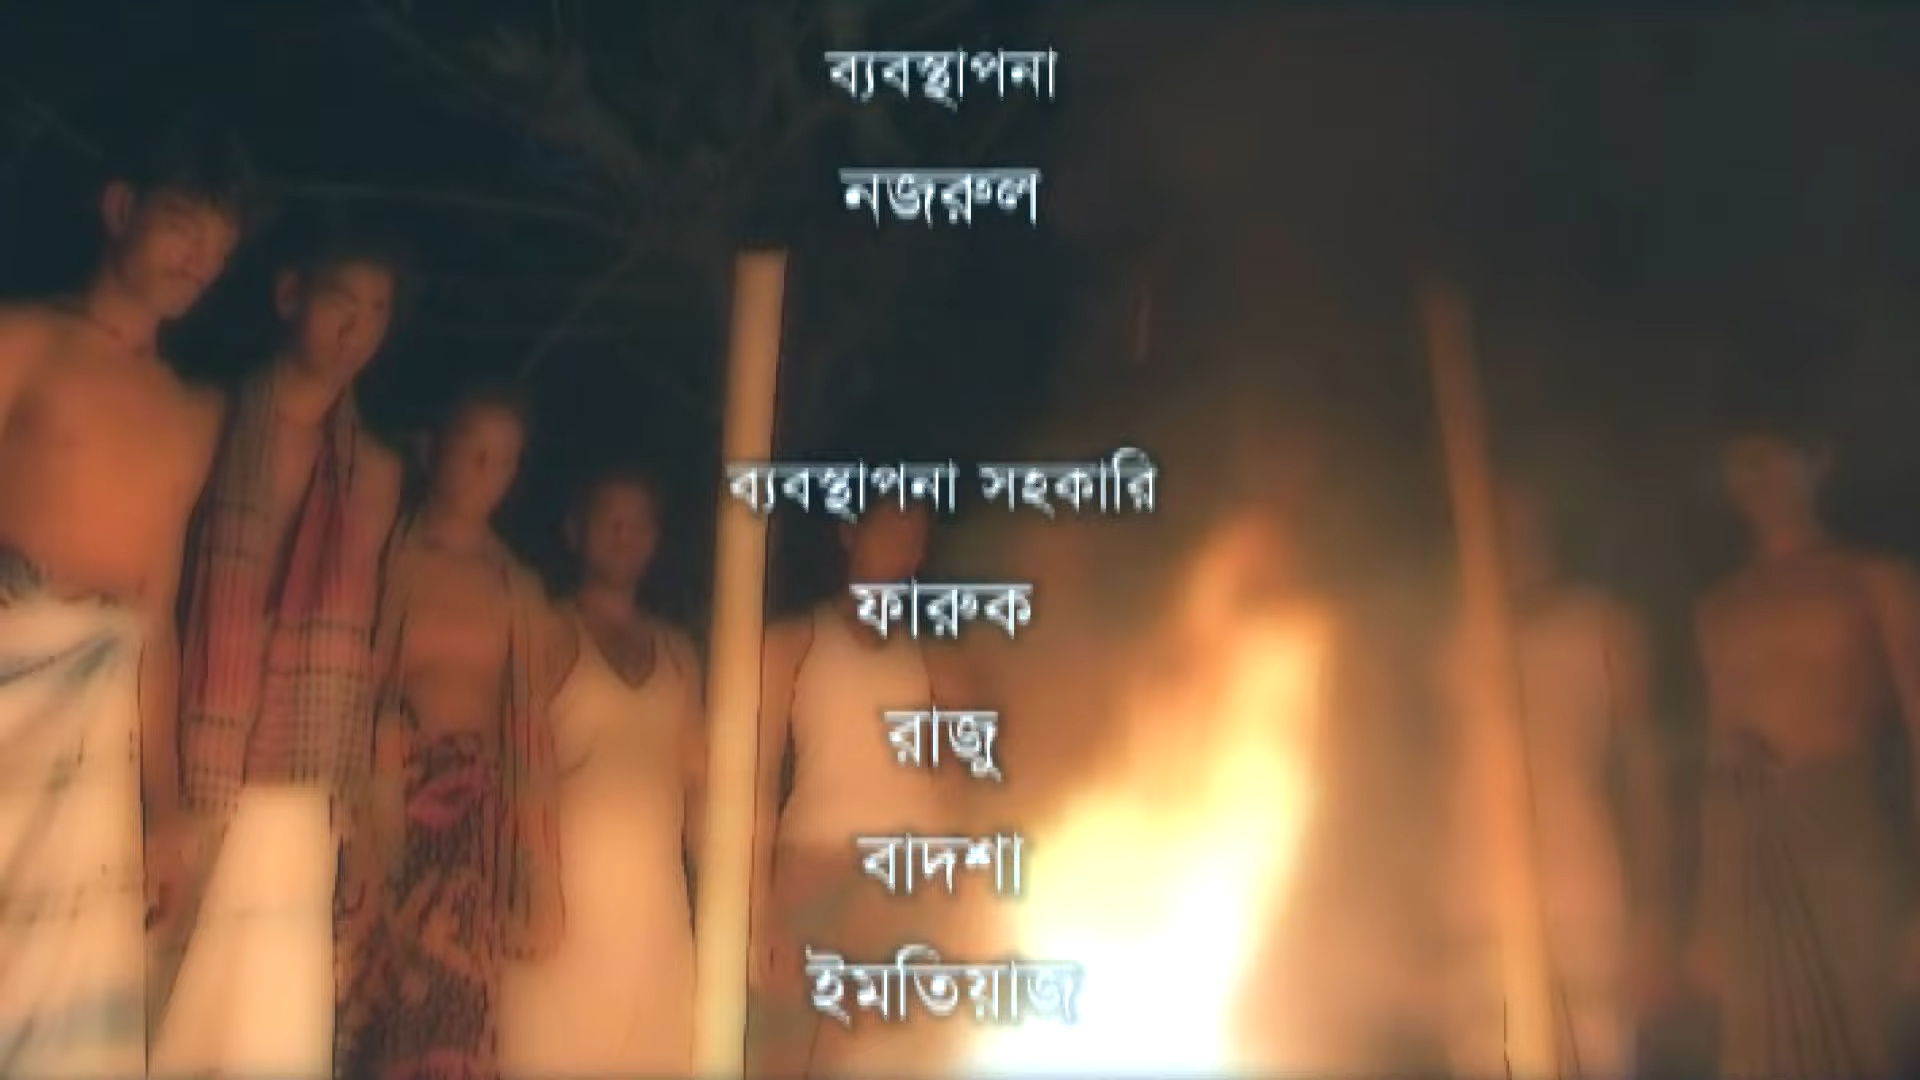 ব্যবস্থাপনা
নজরুল
ব্যবস্থাপনা সহকারি
ফারুক
রাজু
বাদশা
ইমতিয়াজ